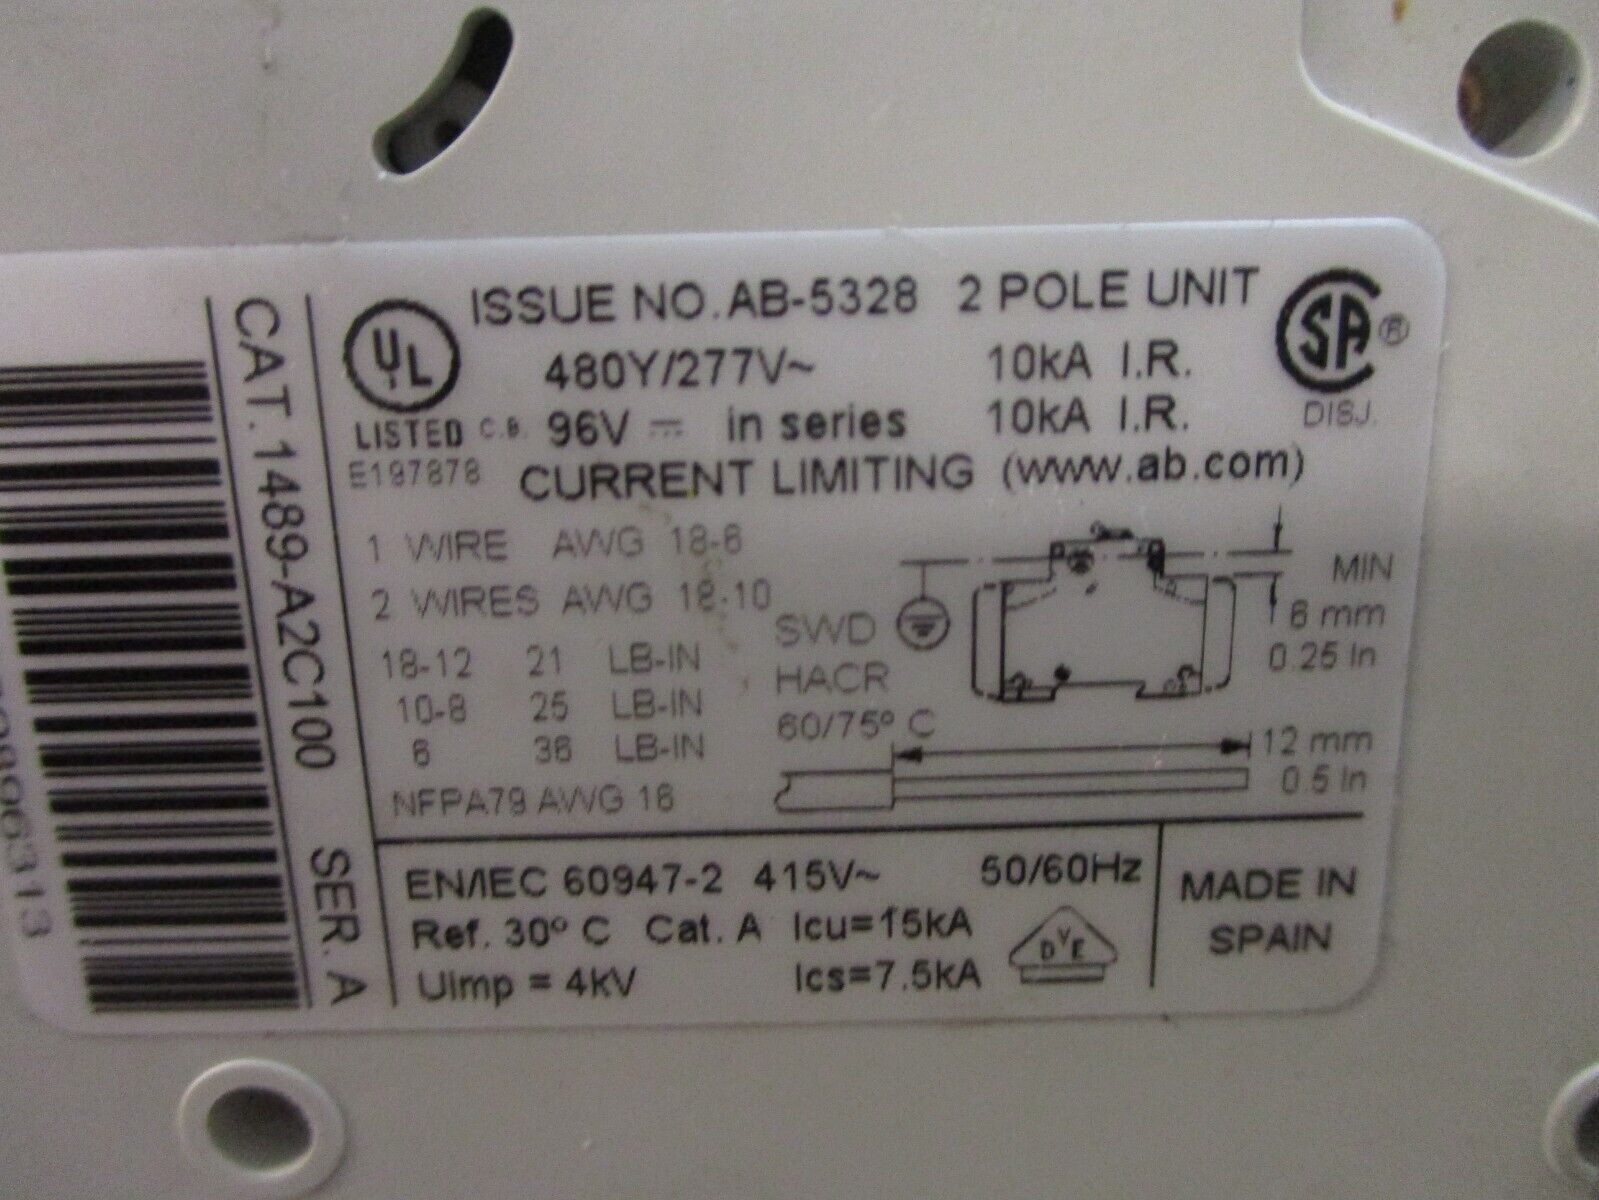 CAT. 1489-A2C100 SER. A
UL
LISTED C.B.
E197878
ISSUE NO. AB-5328 2 POLE UNIT
480Y/277V~ 10kA I.R.
96V ⎓ in series 10kA I.R.
CURRENT LIMITING (www.ab.com)
SA ®
DISJ.
1 WIRE AWG 18-6
2 WIRES AWG 18-10
18-12 21 LB-IN
10-8 25 LB-IN
6 36 LB-IN
NFPA79 AWG 16
SWD
HACR
60/75° C
MIN
6 mm
0.25 In
12 mm
0.5 In
EN/IEC 60947-2 415V~ 50/60Hz
Ref. 30° C Cat. A Icu=15kA
Uimp = 4kV Ics=7.5kA
DVE
MADE IN
SPAIN